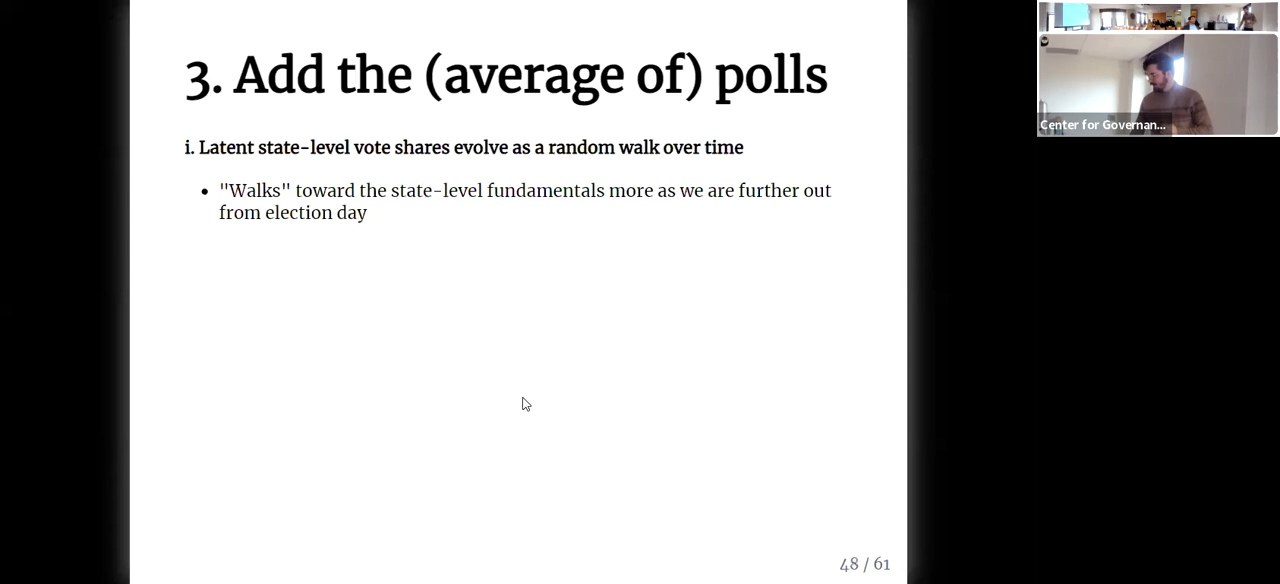 3. Add the (average of) polls
i. Latent state-level vote shares evolve as a random walk over time
• "Walks" toward the state-level fundamentals more as we are further out
from election day
48 / 61
Center for Governan...